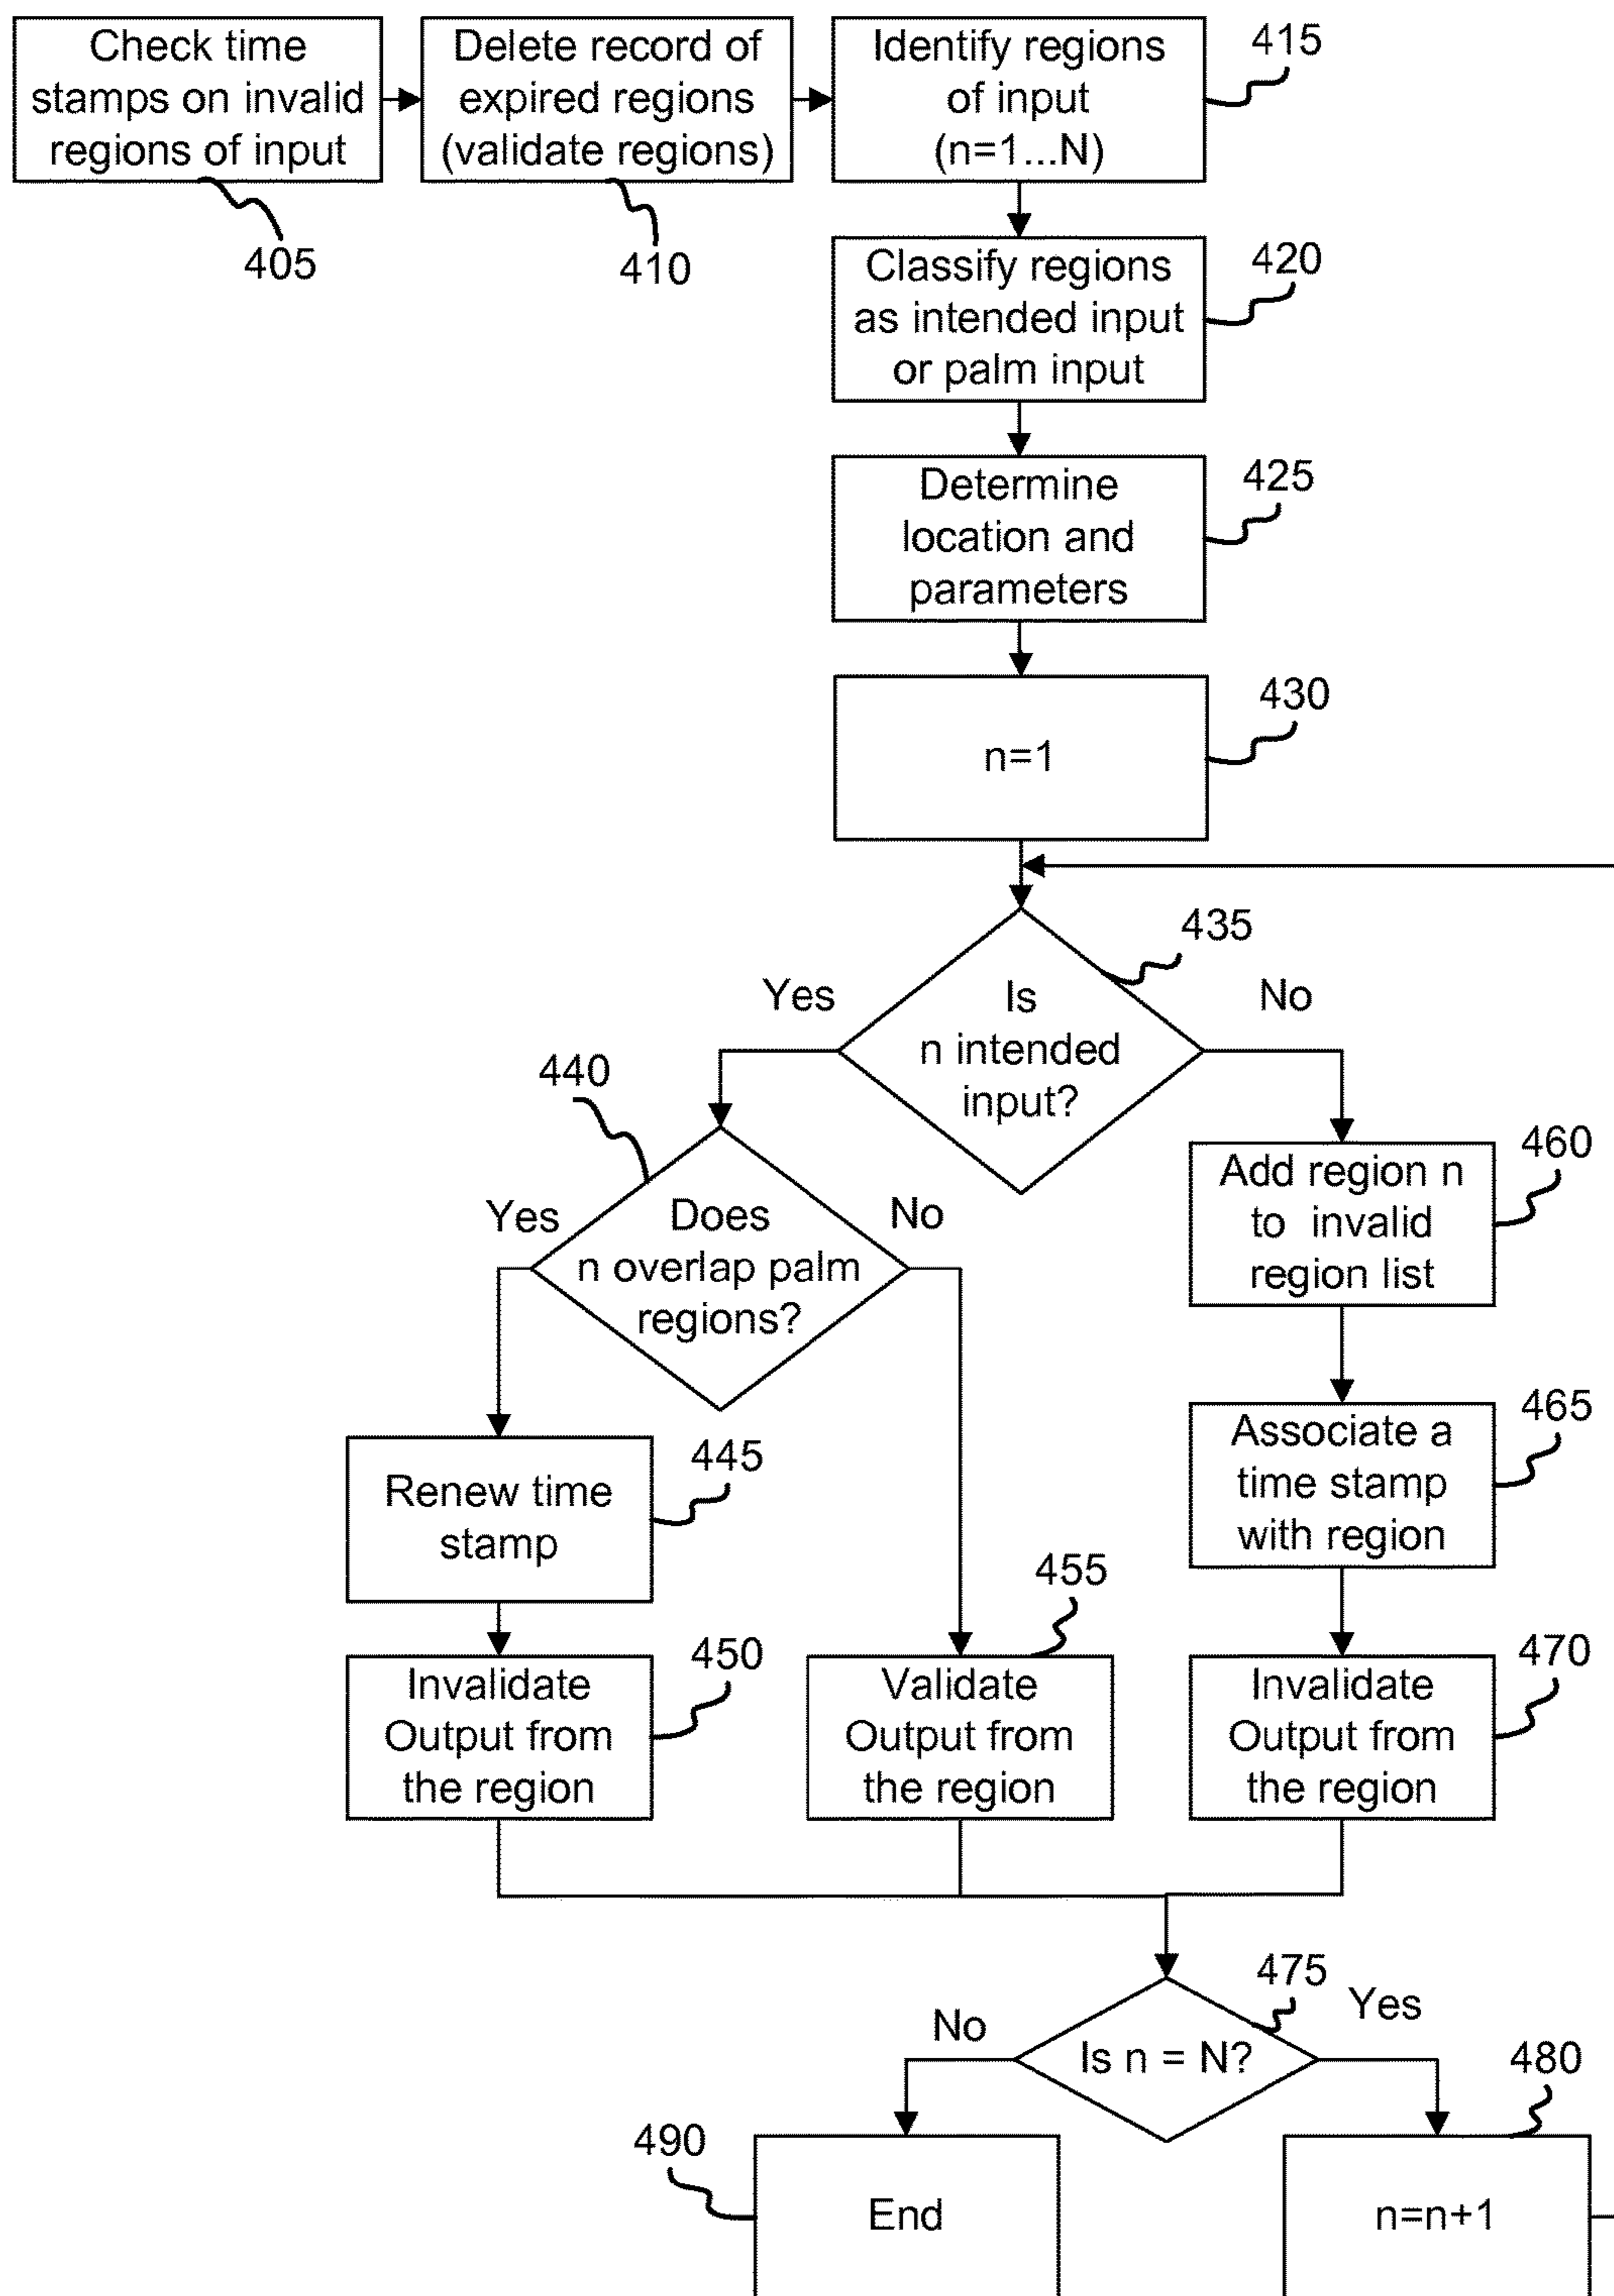 Check time
stamps on invalid
regions of input
405
Delete record of
expired regions
(validate regions)
410
Identify regions
of input
(n=1...N)
415
Classify regions
as intended input
or palm input
420
Determine
location and
parameters
425
n=1
430
435
Is
n intended
input?
Yes
No
440
Does
n overlap palm
regions?
Yes
No
460
Add region n
to invalid
region list
465
Associate a
time stamp
with region
445
Renew time
stamp
450
Invalidate
Output from
the region
455
Validate
Output from
the region
470
Invalidate
Output from
the region
475
Is n = N?
No
Yes
490
End
480
n=n+1